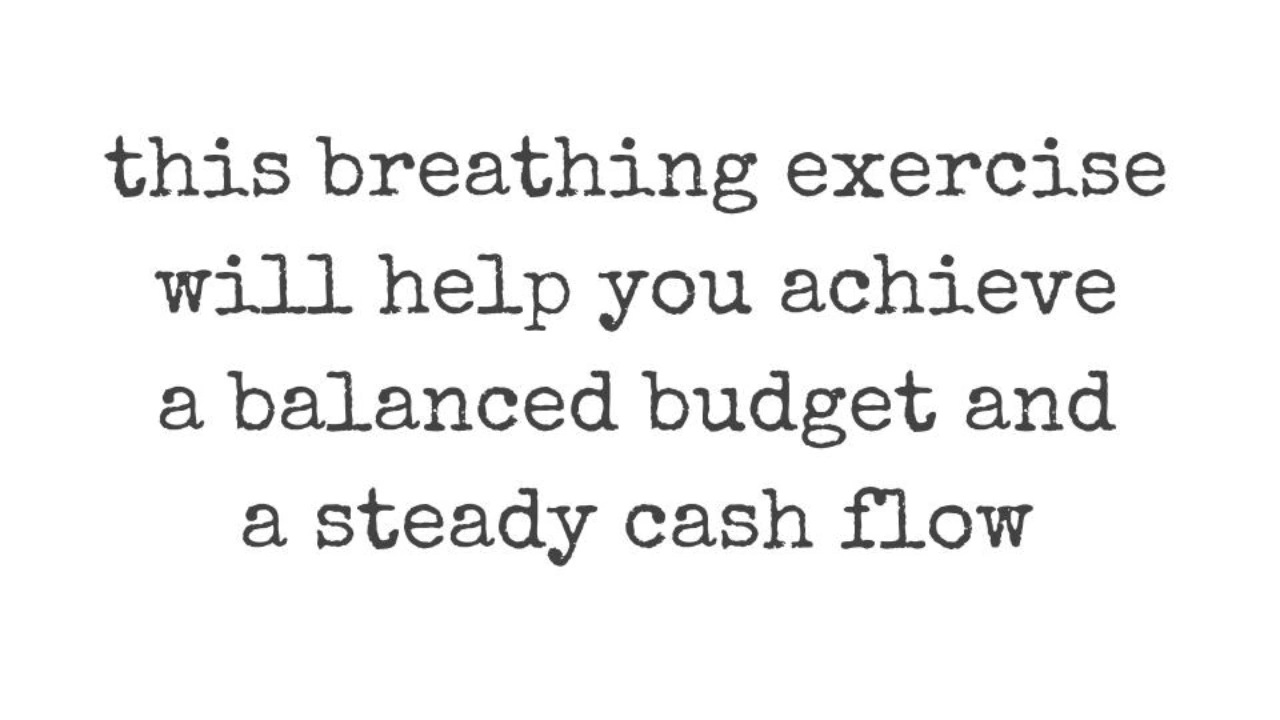 this breathing exercise
will help you achieve
a balanced budget and
a steady cash flow